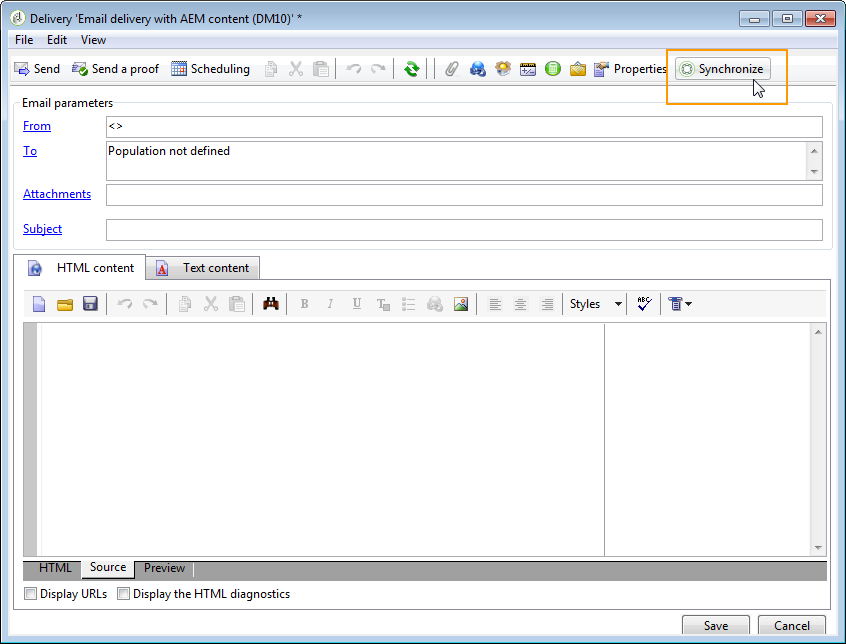 Delivery 'Email delivery with AEM content (DM10)' *
File Edit View
Send Send a proof Scheduling Properties Synchronize
Email parameters
From <>
To Population not defined
Attachments
Subject
HTML content Text content
B I U Styles ABC
HTML Source Preview
Display URLs Display the HTML diagnostics
Save Cancel